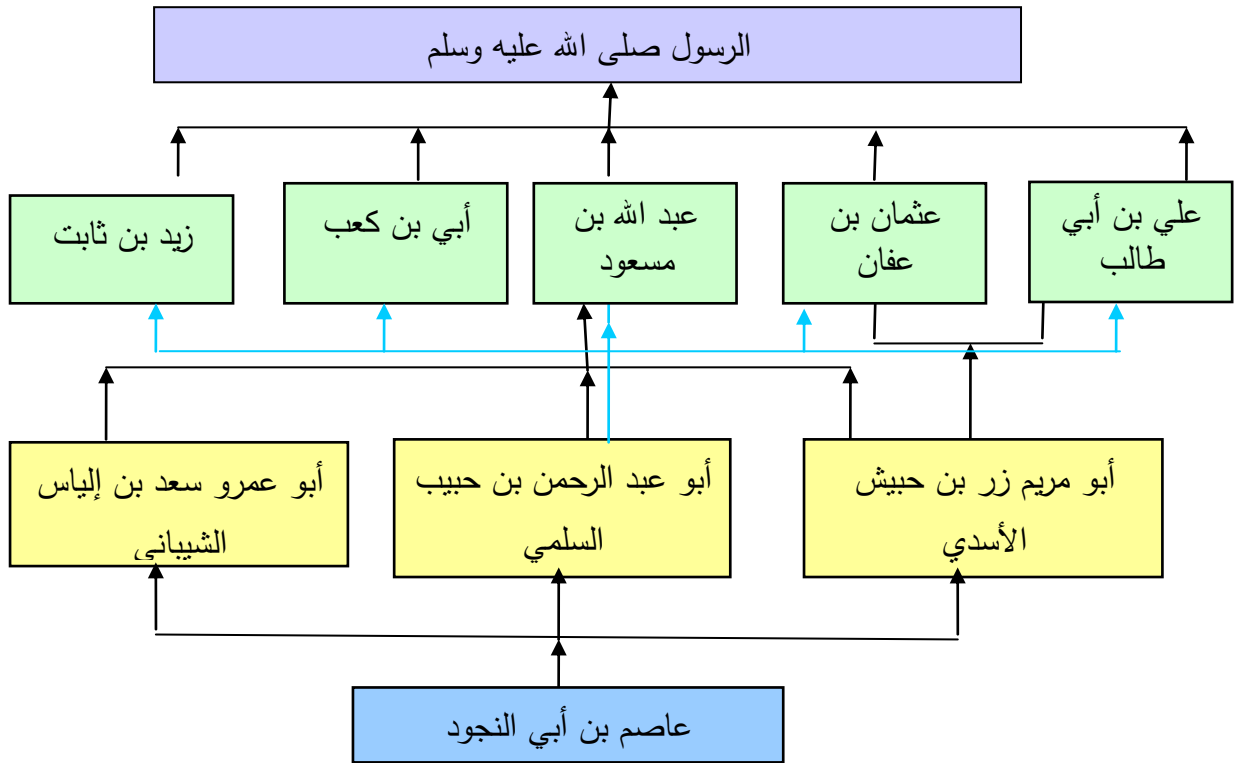 الرسول صلى الله عليه وسلم
علي بن أبي
طالب
عثمان بن
عفان
عبد الله بن
مسعود
أبي بن كعب
زيد بن ثابت
أبو مريم زر بن حبيش
الأسدي
أبو عبد الرحمن بن حبيب
السلمي
أبو عمرو سعد بن إلياس
الشيباني
عاصم بن أبي النجود